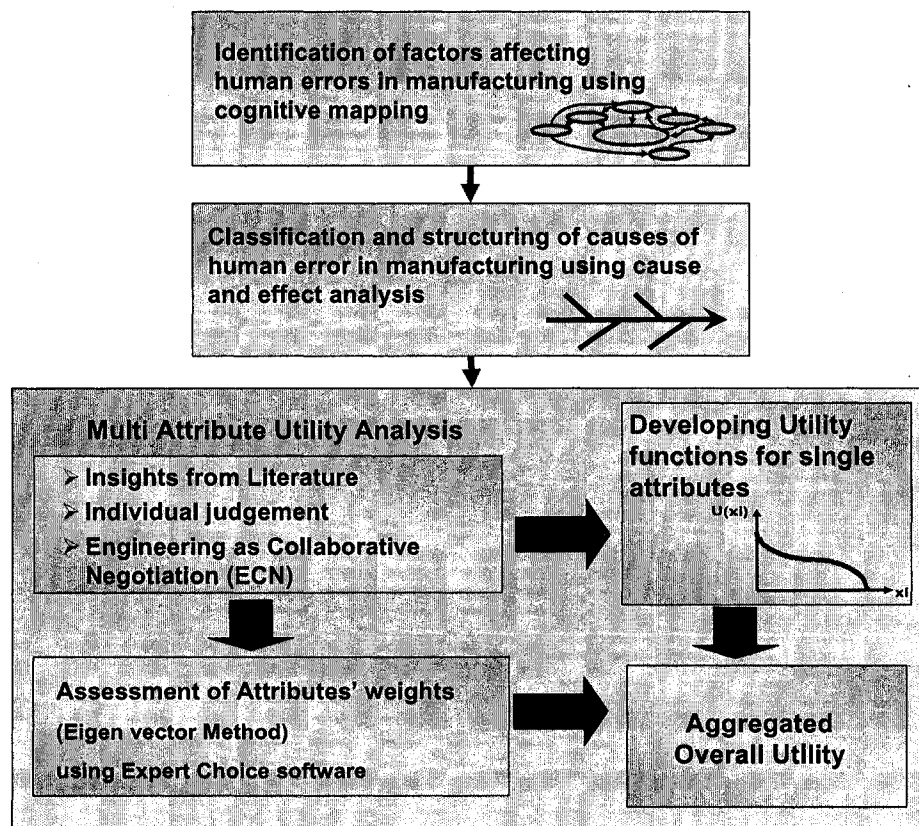 Identification of factors affecting
human errors in manufacturing using
cognitive mapping
Classification and structuring of causes of
human error in manufacturing using cause
and effect analysis
Multi Attribute Utility Analysis
➢ Insights from Literature
➢ Individual judgement
➢ Engineering as Collaborative
Negotiation (ECN)
Developing Utility
functions for single
attributes
U(xi)
xi
Assessment of Attributes' weights
(Eigen vector Method)
using Expert Choice software
Aggregated
Overall Utility